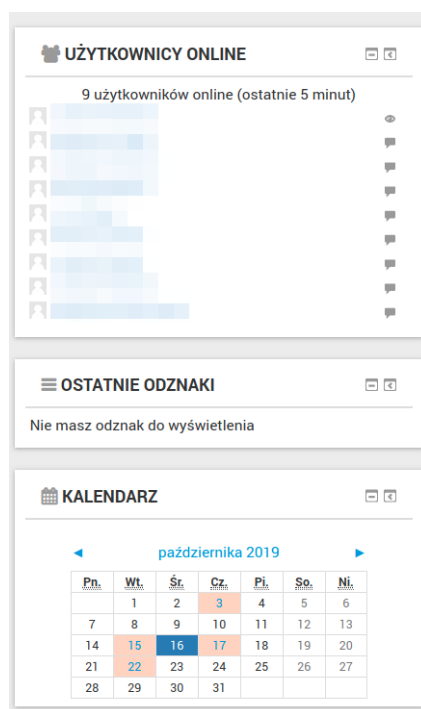 UŻYTKOWNICY ONLINE
9 użytkowników online (ostatnie 5 minut)
OSTATNIE ODZNAKI
Nie masz odznak do wyświetlenia
KALENDARZ
◄ października 2019 ►
Pn. Wt. Śr. Cz. Pi. So. Ni.
1 2 3 4 5 6
7 8 9 10 11 12 13
14 15 16 17 18 19 20
21 22 23 24 25 26 27
28 29 30 31